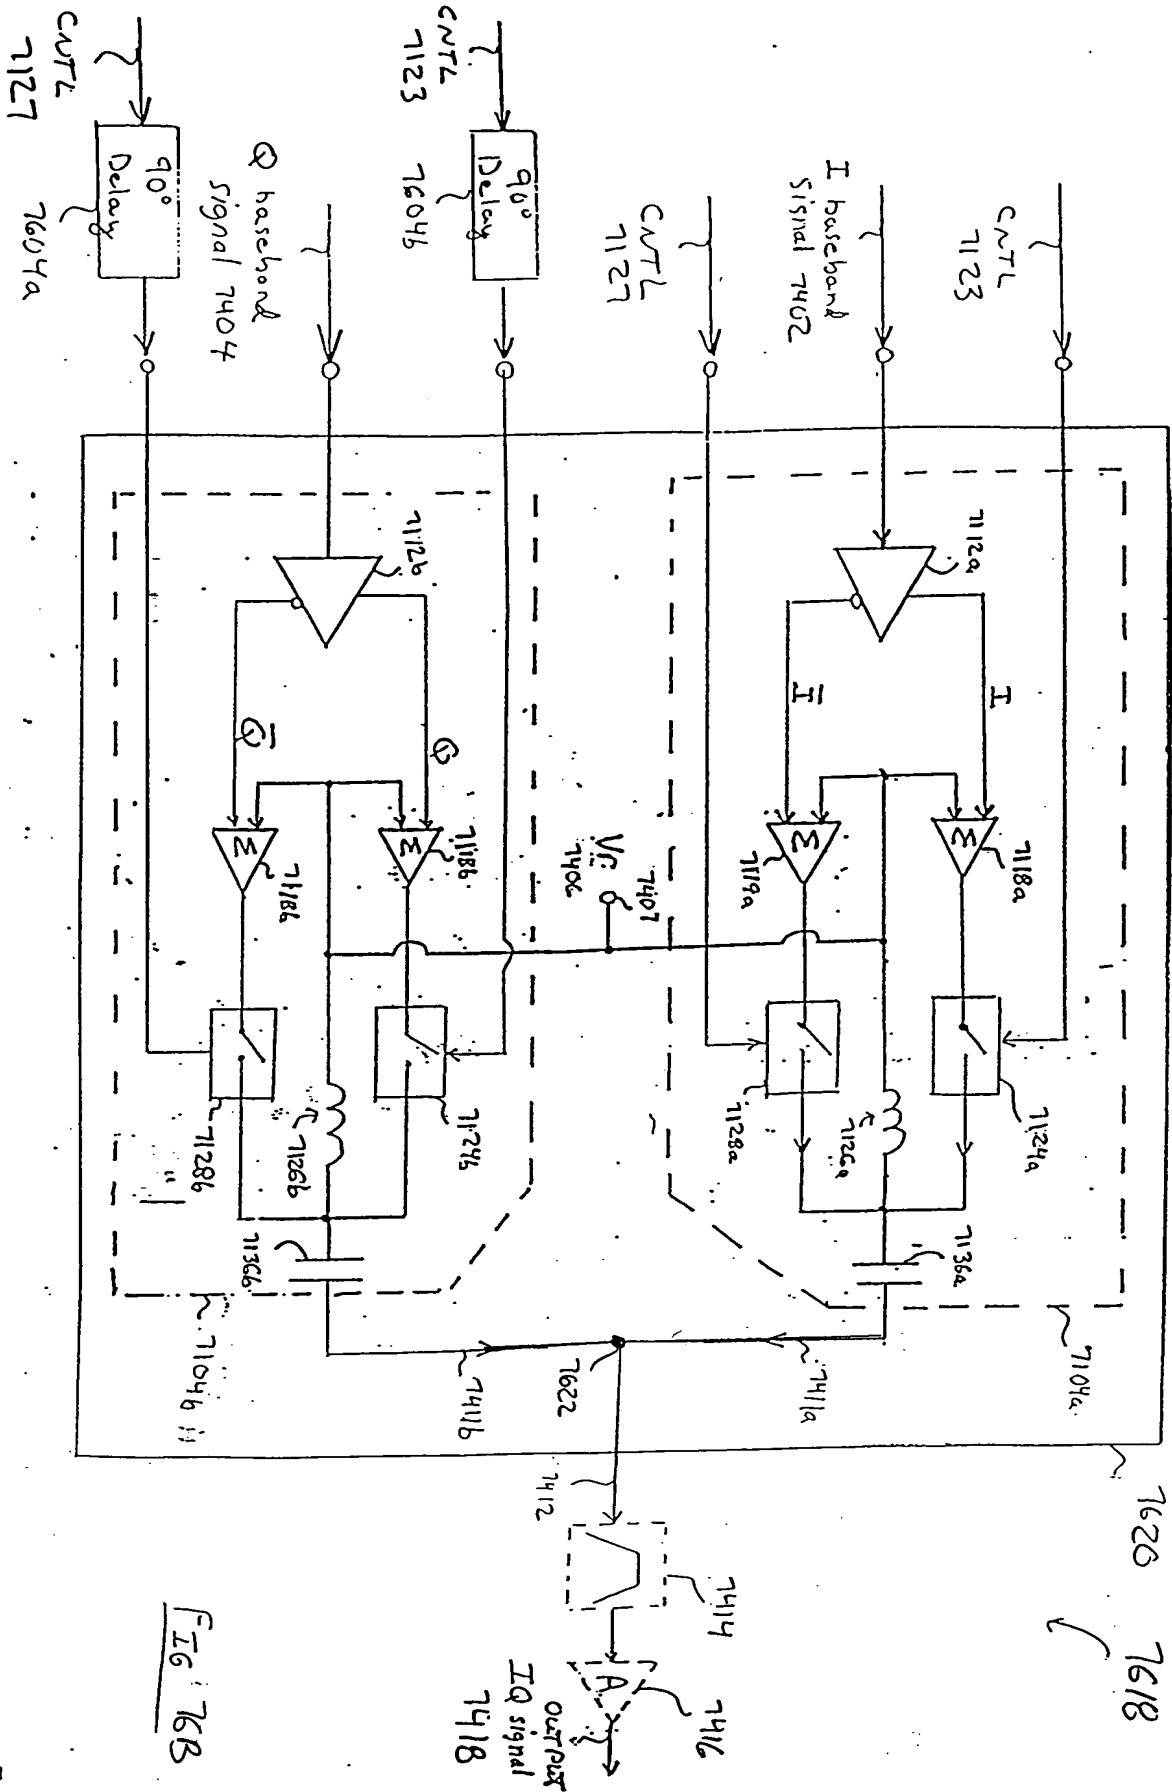 CNTL
7123
I baseband
signal 7402
CNTL
7127
CNTL
7123
90°
Delay
7604b
Q baseband
signal 7404
CNTL
7127
90°
Delay
7604a
7112a
I
I̅
Σ
7118a
Σ
7119a
7124a
7126a
7128a
7136a
7104a
7411a
Vr
7406
7407
7112b
Q
Q̅
Σ
7118b
Σ
7118b
7124b
7126b
7128b
7136b
7104b
7411b
7622
7412
7414
A
7416
OUTPUT
IQ signal
7418
7620
7618
FIG 76B